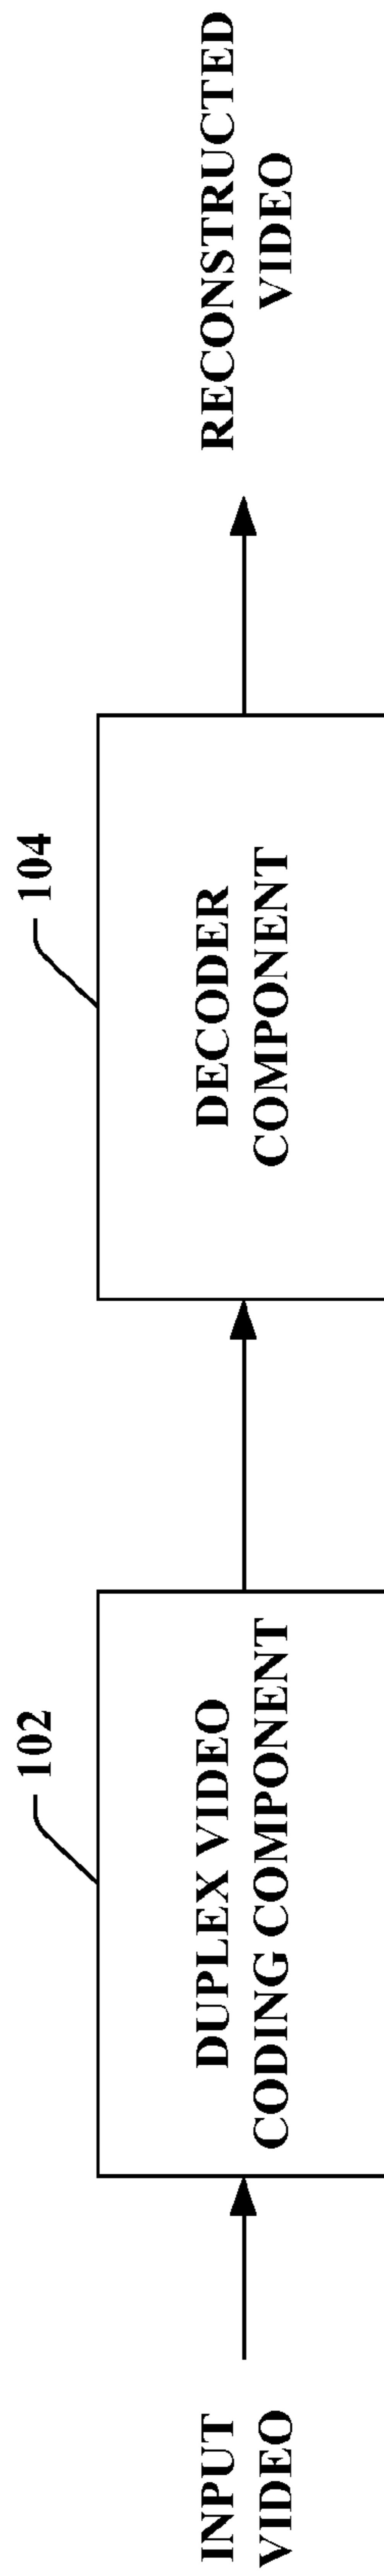 INPUT
VIDEO
102
DUPLEX VIDEO
CODING COMPONENT
104
DECODER
COMPONENT
RECONSTRUCTED
VIDEO